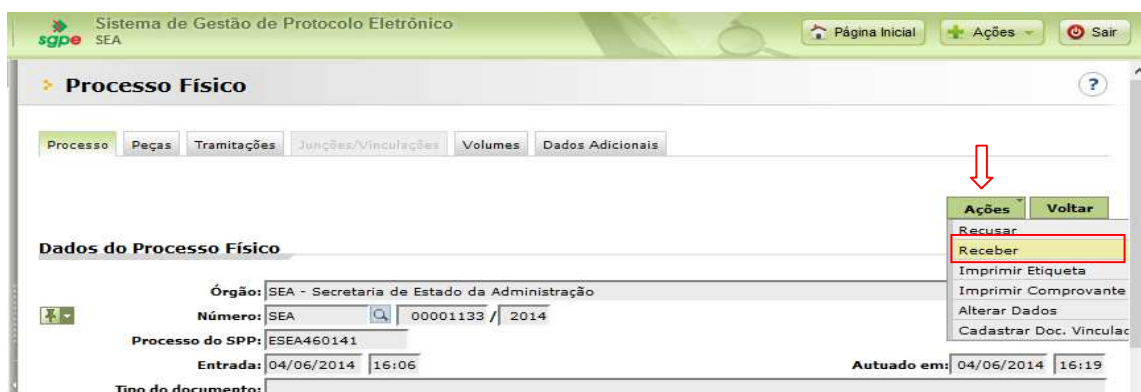 Sistema de Gestão de Protocolo Eletrônico
sgpe SEA
Página Inicial Ações Sair
Processo Físico ?
Processo Peças Tramitações Junções/Vinculações Volumes Dados Adicionais
Ações Voltar
Recusar
Dados do Processo Físico
Receber
Imprimir Etiqueta
Órgão: SEA - Secretaria de Estado da Administração
Imprimir Comprovante
Número: SEA 00001133 / 2014
Alterar Dados
Processo do SPP: ESEA460141
Cadastrar Doc. Vinculac
Entrada: 04/06/2014 16:06 Autuado em: 04/06/2014 16:19
Tipo do documento: